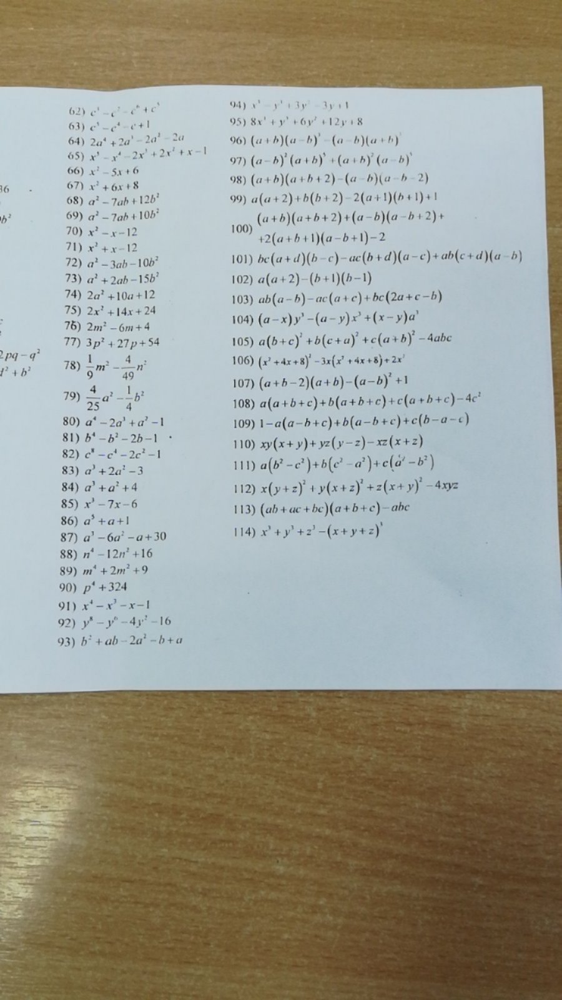 36
9b²
2pq – q²
d² + b²
63) c⁵ – c⁴ – c + 1
64) 2a⁴ + 2a³ – 2a² – 2a
65) x⁵ – x⁴ – 2x³ + 2x² + x – 1
66) x² – 5x + 6
67) x² + 6x + 8
68) a² – 7ab + 12b²
69) a² – 7ab + 10b²
70) x² – x – 12
71) x² + x – 12
72) a² – 3ab – 10b²
73) a² + 2ab – 15b²
74) 2a² + 10a + 12
75) 2x² + 14x + 24
76) 2m² – 6m + 4
77) 3p² + 27p + 54
78) 1/9 m² – 4/49 n²
79) 4/25 a² – 1/4 b²
80) a⁴ – 2a³ + a² – 1
81) b⁴ – b² – 2b – 1
82) c⁸ – c⁴ – 2c² – 1
83) a³ + 2a² – 3
84) a³ + a² + 4
85) x³ – 7x – 6
86) a⁵ + a + 1
87) a³ – 6a² – a + 30
88) n⁴ – 12n² + 16
89) m⁴ + 2m² + 9
90) p⁴ + 324
91) x⁴ – x³ – x – 1
92) y⁸ – y⁶ – 4y² – 16
93) b² + ab – 2a² – b + a
94) x³ – y³ + 3y² – 3y + 1
95) 8x³ + y³ + 6y² + 12y + 8
96) (a + b)(a – b)³ – (a – b)(a + b)³
97) (a – b)²(a + b)³ + (a + b)²(a – b)³
98) (a + b)(a + b + 2) – (a – b)(a – b – 2)
99) a(a + 2) + b(b + 2) – 2(a + 1)(b + 1) + 1
100) (a + b)(a + b + 2) + (a – b)(a – b + 2) +
+2(a + b + 1)(a – b + 1) – 2
101) bc(a + d)(b – c) – ac(b + d)(a – c) + ab(c + d)(a – b)
102) a(a + 2) – (b + 1)(b – 1)
103) ab(a – b) – ac(a + c) + bc(2a + c – b)
104) (a – x)y³ – (a – y)x³ + (x – y)a³
105) a(b + c)² + b(c + a)² + c(a + b)² – 4abc
106) (x² + 4x + 8)² – 3x(x² + 4x + 8) + 2x²
107) (a + b – 2)(a + b) – (a – b)² + 1
108) a(a + b + c) + b(a + b + c) + c(a + b + c) – 4c²
109) 1 – a(a – b + c) + b(a – b + c) + c(b – a – c)
110) xy(x + y) + yz(y – z) – xz(x + z)
111) a(b² – c²) + b(c² – a²) + c(a² – b²)
112) x(y + z)² + y(x + z)² + z(x + y)² – 4xyz
113) (ab + ac + bc)(a + b + c) – abc
114) x³ + y³ + z³ – (x + y + z)³